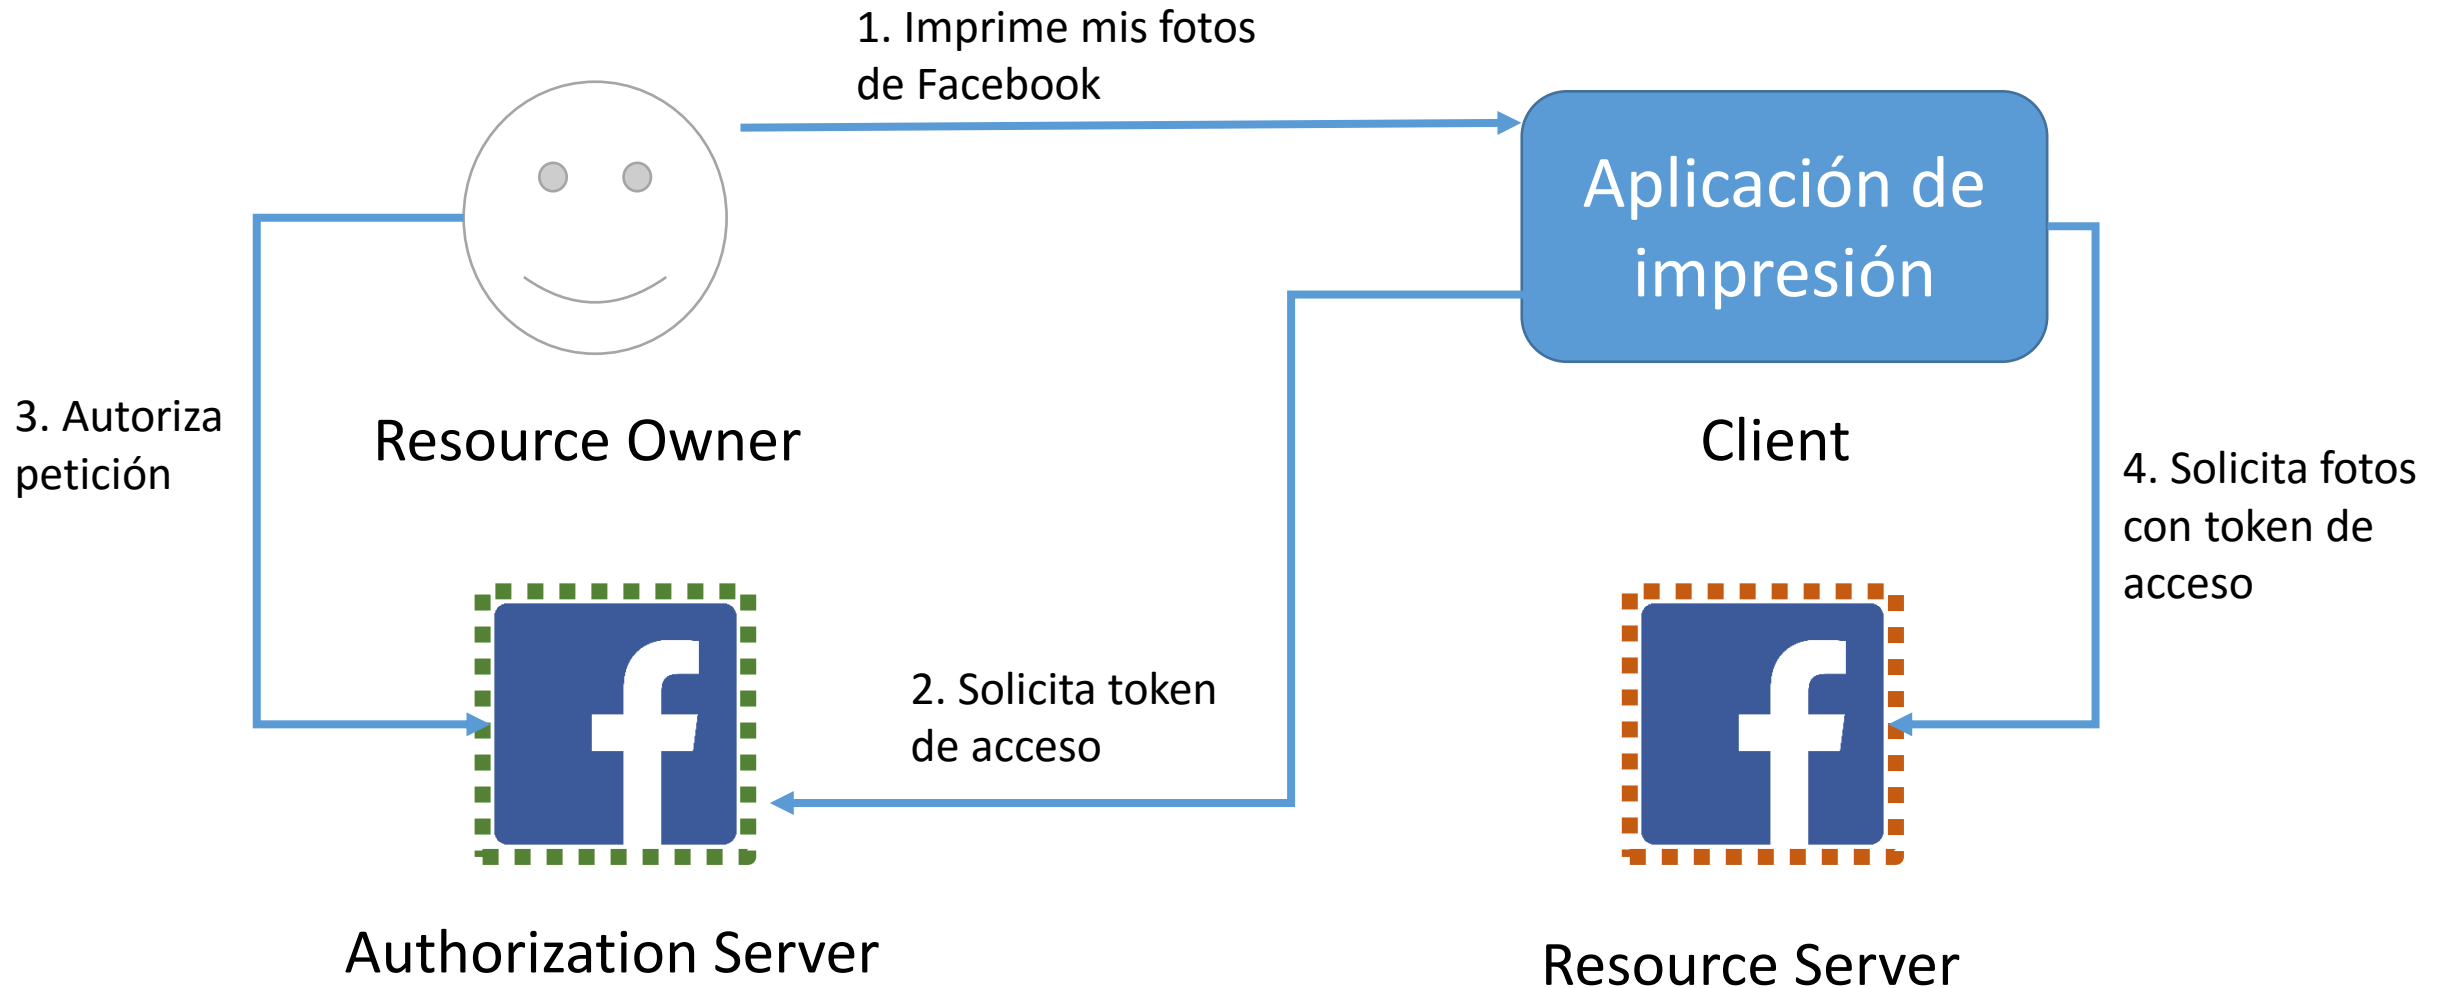 1. Imprime mis fotos
de Facebook
Aplicación de
impresión
3. Autoriza
petición
Resource Owner
Client
4. Solicita fotos
con token de
acceso
2. Solicita token
de acceso
Authorization Server
Resource Server